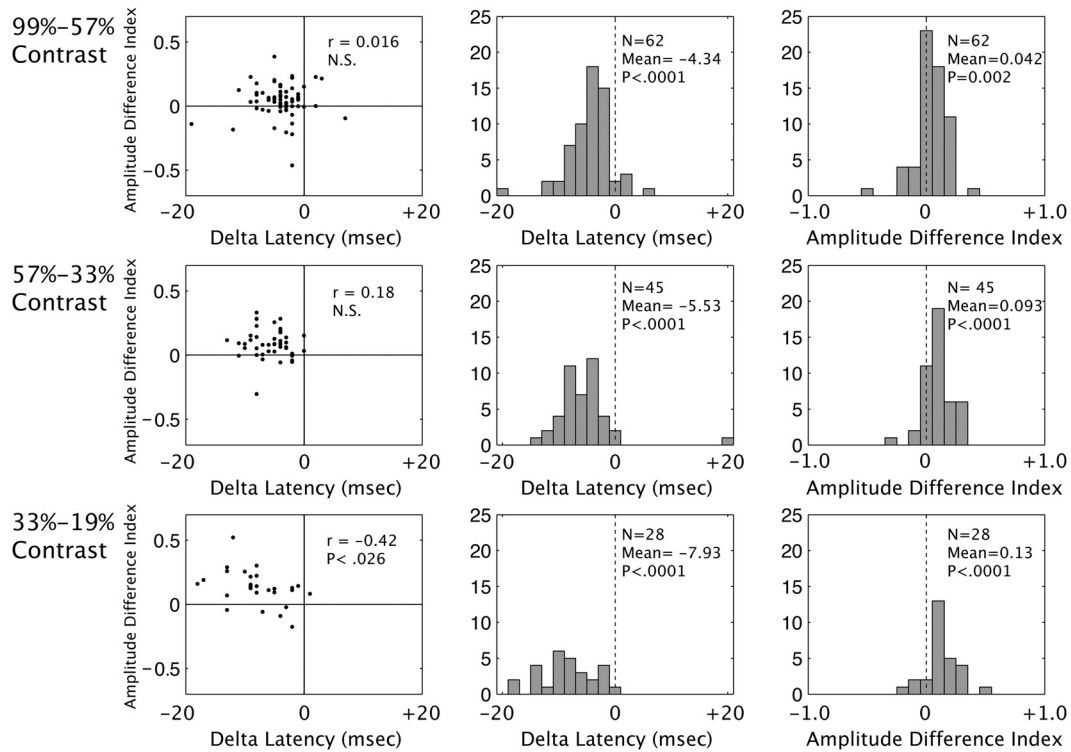 99%-57%
Contrast
Amplitude Difference Index
0.5
0
-0.5
r = 0.016
N.S.
-20
0
+20
Delta Latency (msec)
25
20
15
10
5
0
N=62
Mean= -4.34
P<.0001
-20
0
+20
Delta Latency (msec)
25
20
15
10
5
0
N=62
Mean=0.042
P=0.002
-1.0
0
+1.0
Amplitude Difference Index
57%-33%
Contrast
Amplitude Difference Index
0.5
0
-0.5
r = 0.18
N.S.
-20
0
+20
Delta Latency (msec)
25
20
15
10
5
0
N=45
Mean= -5.53
P<.0001
-20
0
+20
Delta Latency (msec)
25
20
15
10
5
0
N= 45
Mean=0.093
P<.0001
-1.0
0
+1.0
Amplitude Difference Index
33%-19%
Contrast
Amplitude Difference Index
0.5
0
-0.5
r = -0.42
P< .026
-20
0
+20
Delta Latency (msec)
25
20
15
10
5
0
N=28
Mean= -7.93
P<.0001
-20
0
+20
Delta Latency (msec)
25
20
15
10
5
0
N=28
Mean=0.13
P<.0001
-1.0
0
+1.0
Amplitude Difference Index